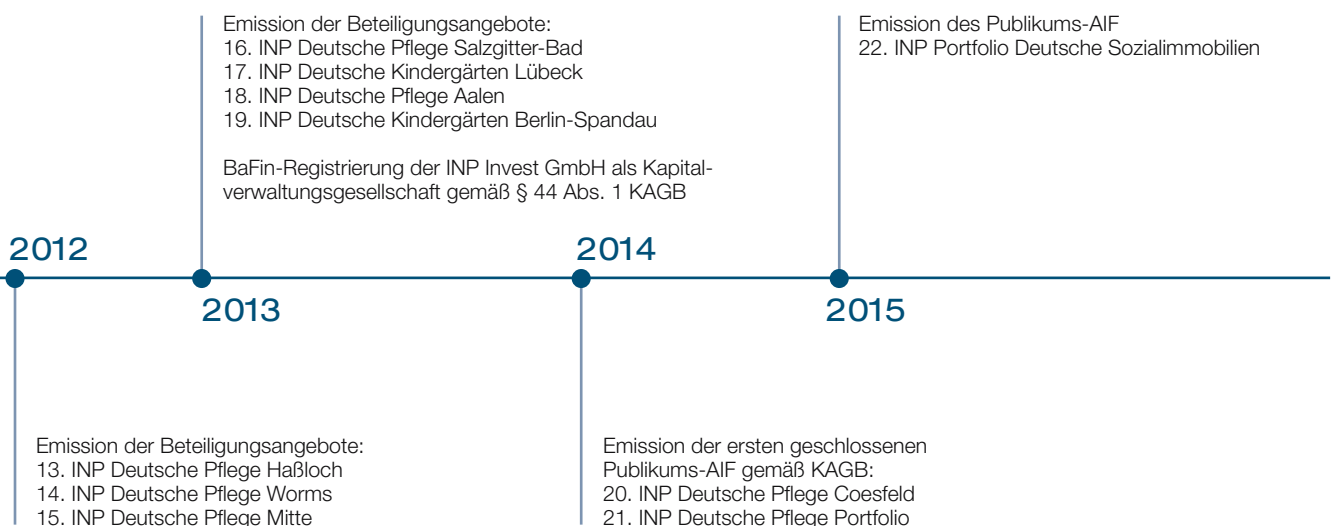 Emission der Beteiligungsangebote:
16. INP Deutsche Pflege Salzgitter-Bad
17. INP Deutsche Kindergärten Lübeck
18. INP Deutsche Pflege Aalen
19. INP Deutsche Kindergärten Berlin-Spandau
BaFin-Registrierung der INP Invest GmbH als Kapital-
verwaltungsgesellschaft gemäß § 44 Abs. 1 KAGB
Emission des Publikums-AIF
22. INP Portfolio Deutsche Sozialimmobilien
2012
2014
2013
2015
Emission der Beteiligungsangebote:
13. INP Deutsche Pflege Haßloch
14. INP Deutsche Pflege Worms
15. INP Deutsche Pflege Mitte
Emission der ersten geschlossenen
Publikums-AIF gemäß KAGB:
20. INP Deutsche Pflege Coesfeld
21. INP Deutsche Pflege Portfolio